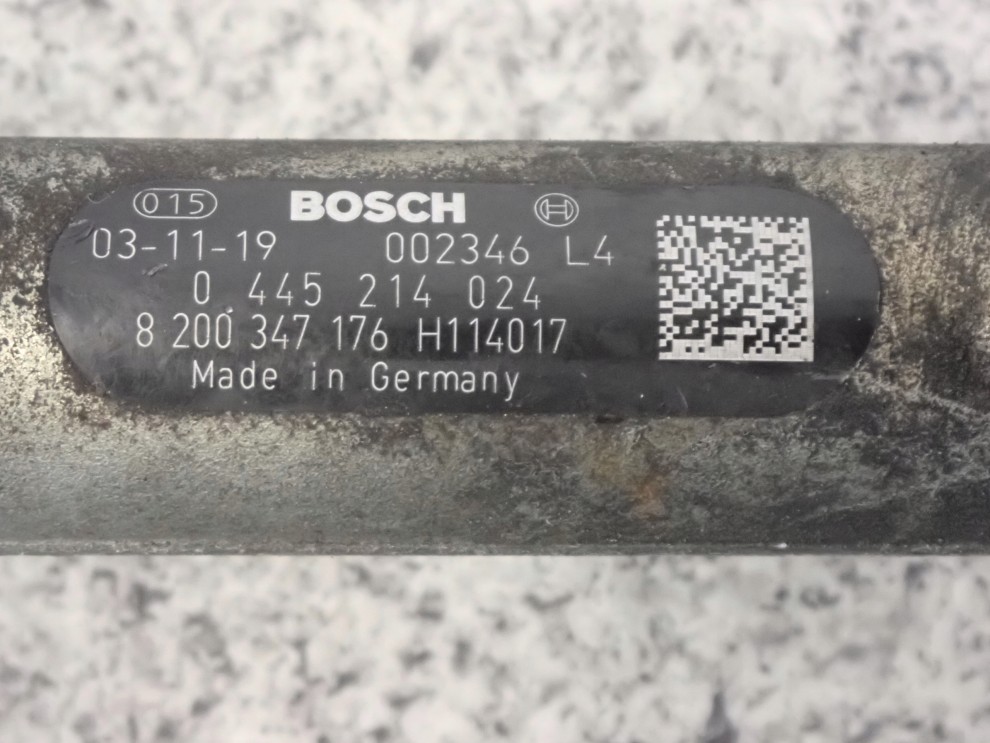 015 BOSCH
03-11-19 002346 L4
0 445 214 024
8 200 347 176 H114017
Made in Germany